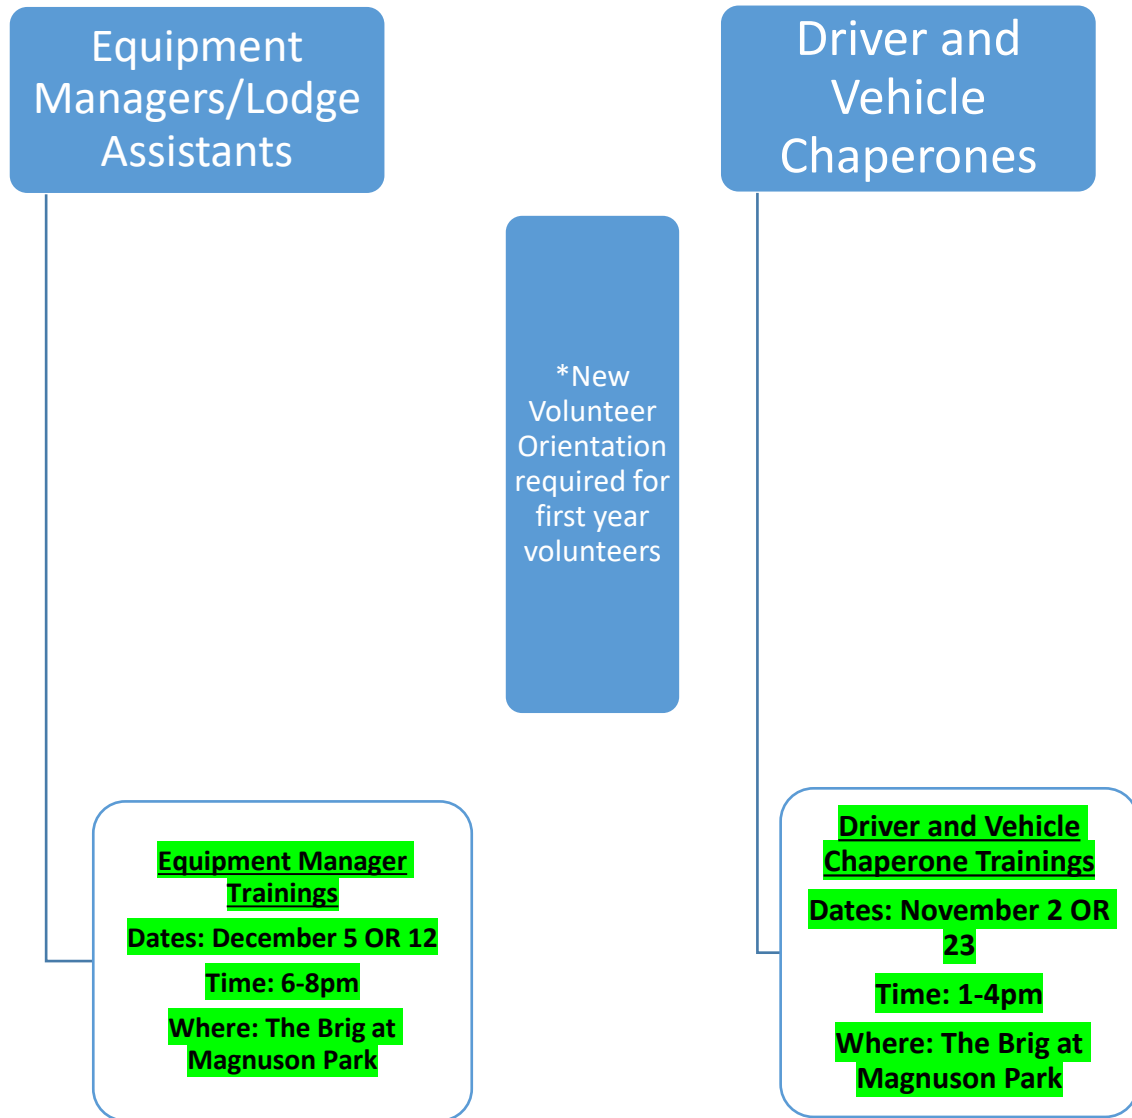 Equipment
Managers/Lodge
Assistants
Driver and
Vehicle
Chaperones
*New
Volunteer
Orientation
required for
first year
volunteers
Equipment Manager
Trainings
Dates: December 5 OR 12
Time: 6-8pm
Where: The Brig at
Magnuson Park
Driver and Vehicle
Chaperone Trainings
Dates: November 2 OR
23
Time: 1-4pm
Where: The Brig at
Magnuson Park